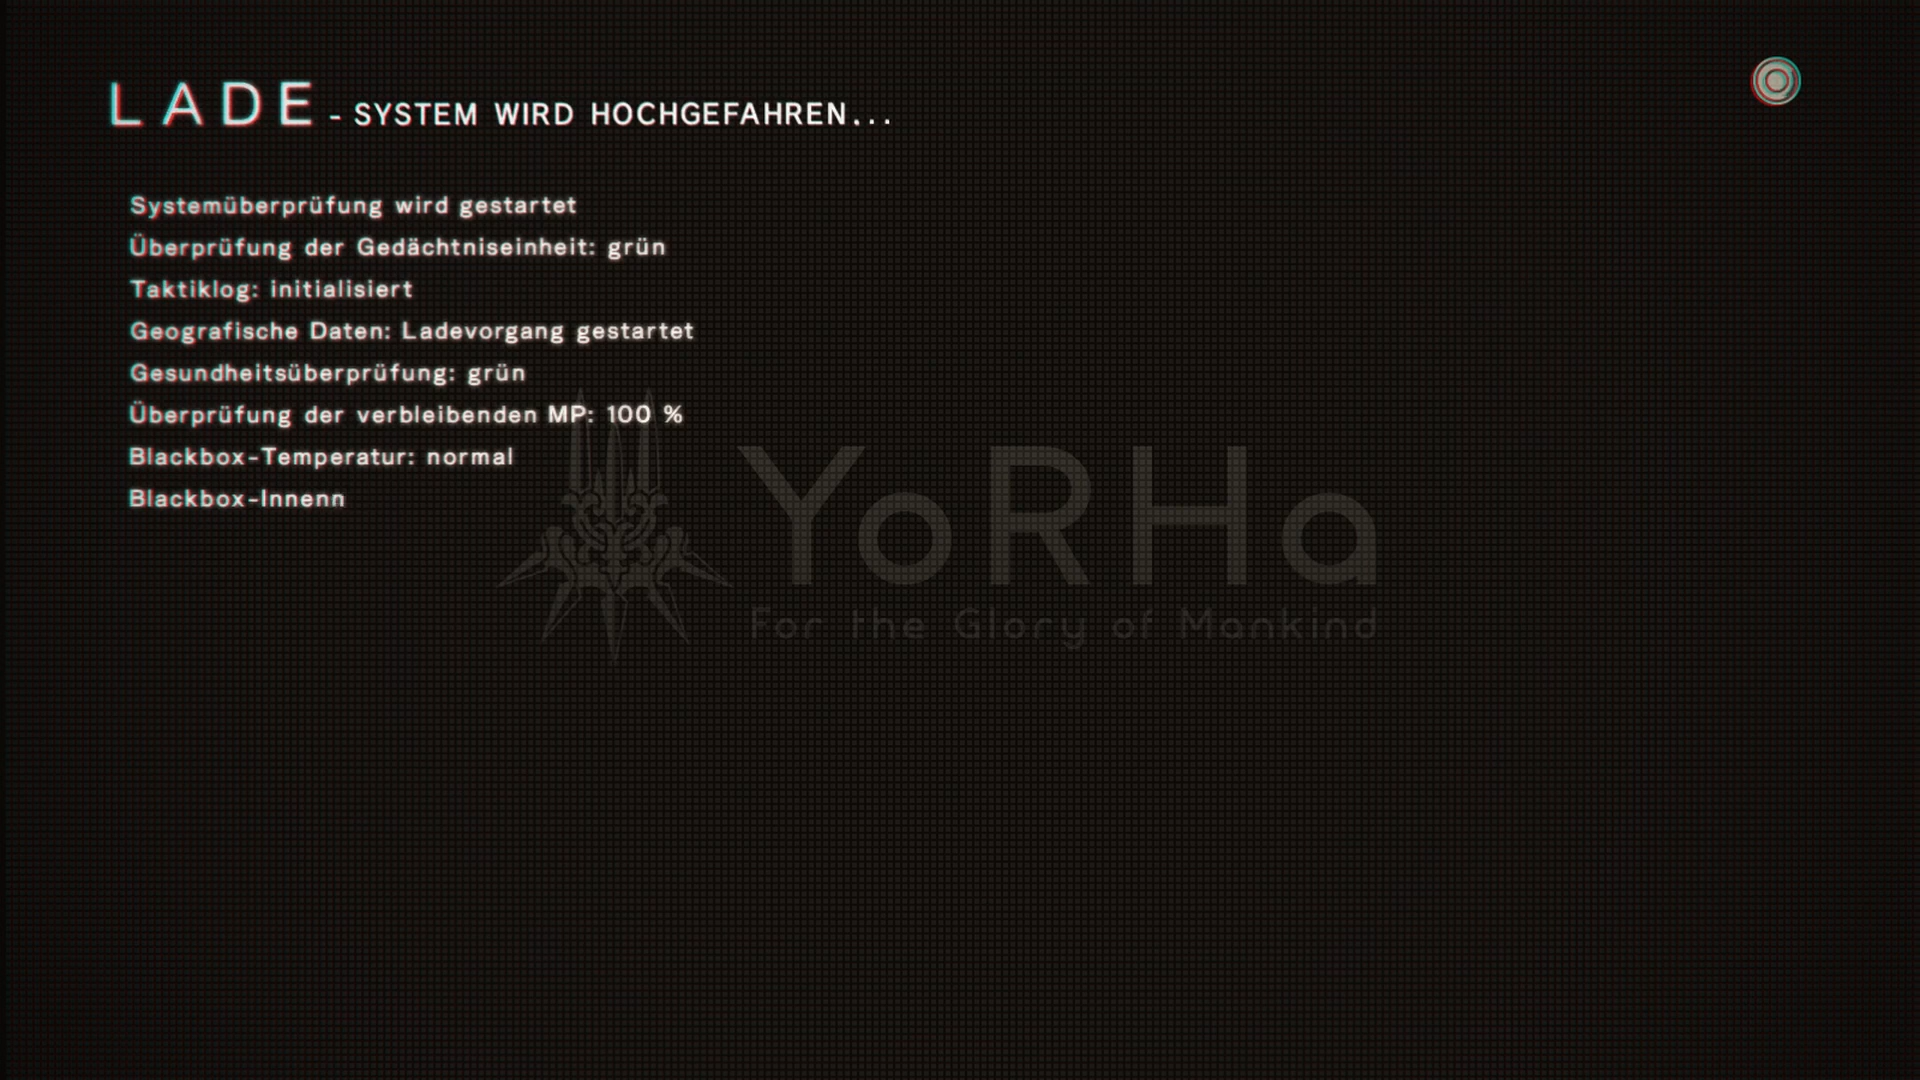 LADE - SYSTEM WIRD HOCHGEFAHREN...
Systemüberprüfung wird gestartet
Überprüfung der Gedächtniseinheit: grün
Taktiklog: initialisiert
Geografische Daten: Ladevorgang gestartet
Gesundheitsüberprüfung: grün
Überprüfung der verbleibenden MP: 100 %
Blackbox-Temperatur: normal
Blackbox-Innenn
YoRHa
For the Glory of Mankind